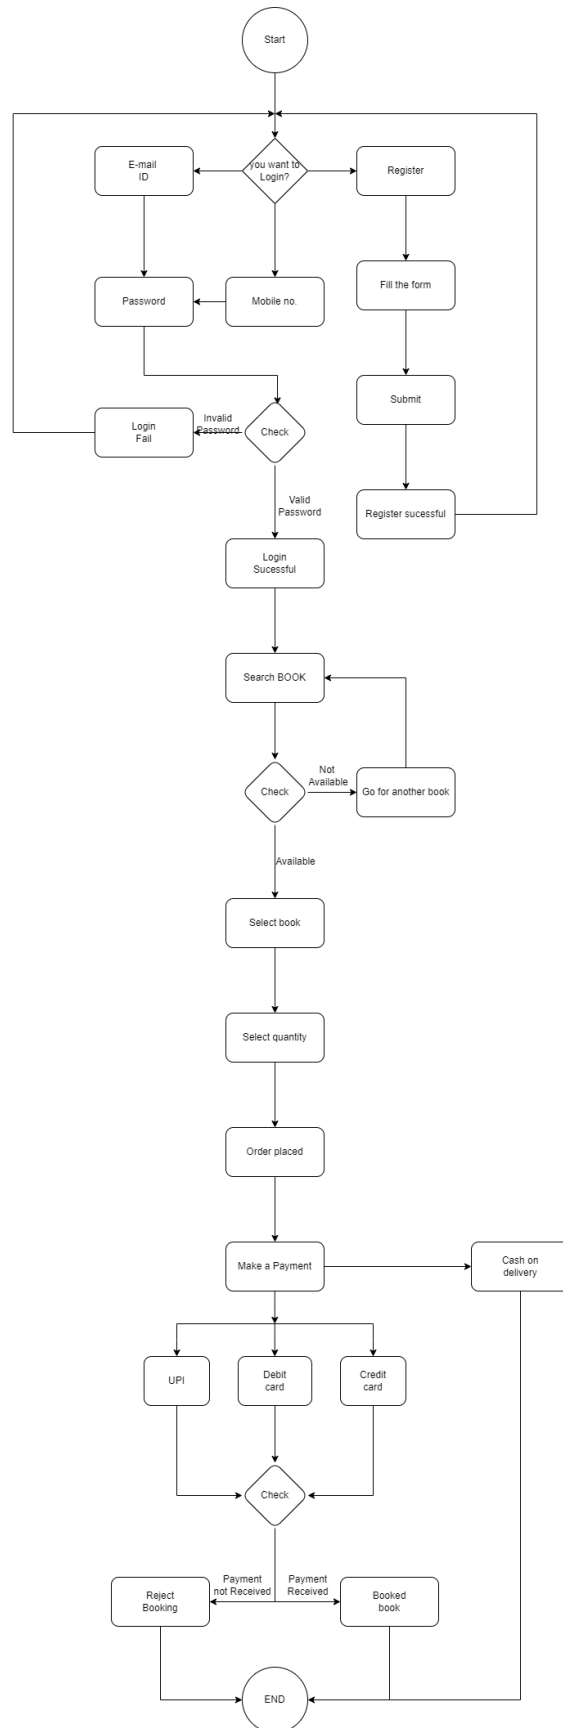 Start
E-mail
ID
you want to
Login?
Register
Password
Mobile no.
Fill the form
Submit
Login
Fail
Invalid
Password
Check
Valid
Password
Register sucessful
Login
Sucessful
Search BOOK
Check
Not
Available
Go for another book
Available
Select book
Select quantity
Order placed
Make a Payment
Cash on
delivery
UPI
Debit
card
Credit
card
Check
Payment
not Received
Payment
Received
Reject
Booking
Booked
book
END